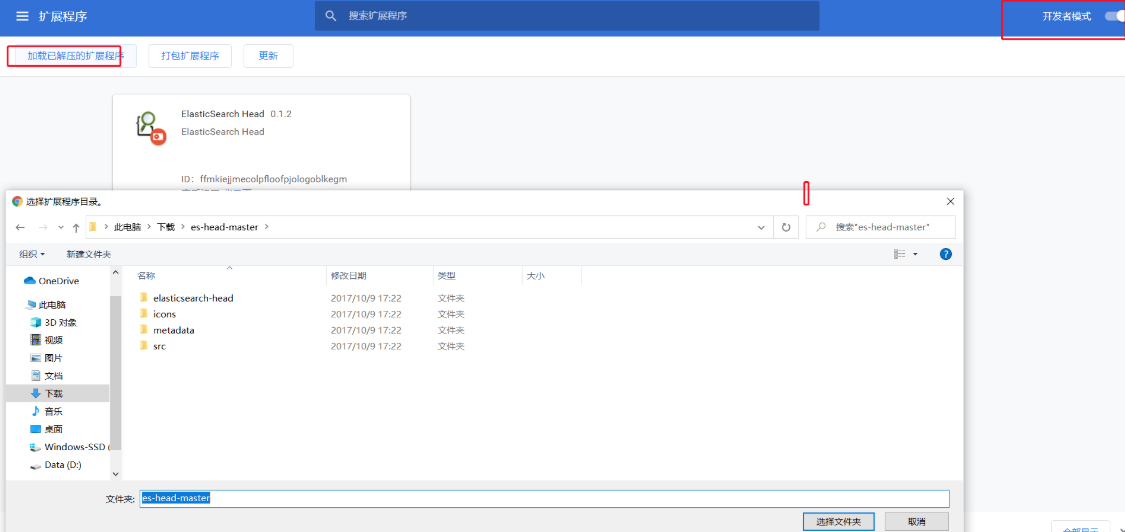 扩展程序
搜索扩展程序
开发者模式
加载已解压的扩展程序
打包扩展程序
更新
ElasticSearch Head 0.1.2
ElasticSearch Head
ID: ffmkiejjmecolpfloofpjologoblkegm
选择扩展程序目录。
此电脑
下载
es-head-master
搜索"es-head-master"
组织
新建文件夹
名称 修改日期 类型 大小
OneDrive
此电脑
3D 对象
视频
图片
文档
下载
音乐
桌面
Windows-SSD (
Data (D:)
elasticsearch-head 2017/10/9 17:22 文件夹
icons 2017/10/9 17:22 文件夹
metadata 2017/10/9 17:22 文件夹
src 2017/10/9 17:22 文件夹
文件夹: es-head-master
选择文件夹
取消